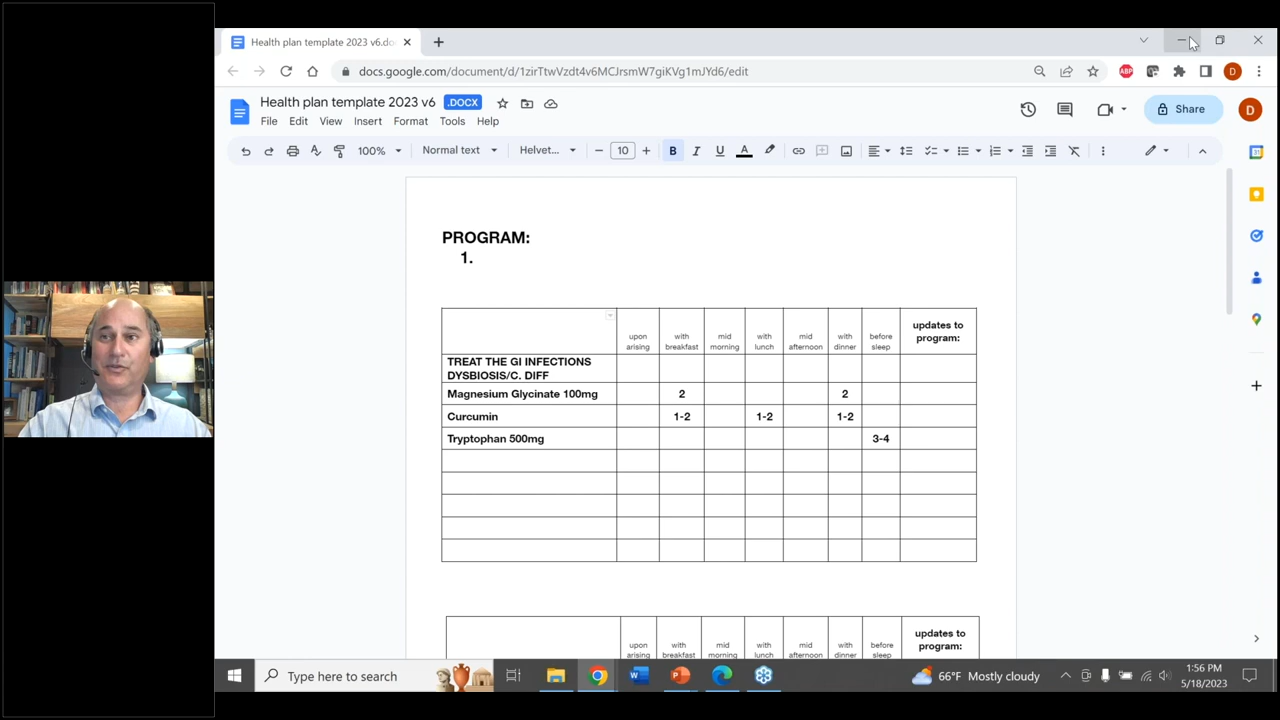 Health plan template 2023 v6.do
docs.google.com/document/d/1zirTtwVzdt4v6MCJrsmW7giKVg1mJYd6/edit
ABP
D
Health plan template 2023 v6 .DOCX
File Edit View Insert Format Tools Help
Share
D
100% Normal text Helvet... 10 B I U A
31
PROGRAM:
1.
upon arising with breakfast mid morning with lunch mid afternoon with dinner before sleep updates to program:
TREAT THE GI INFECTIONS
DYSBIOSIS/C. DIFF
Magnesium Glycinate 100mg 2 2
Curcumin 1-2 1-2 1-2
Tryptophan 500mg 3-4
upon arising with breakfast mid morning with lunch mid afternoon with dinner before sleep updates to program:
Type here to search
66°F Mostly cloudy
1:56 PM
5/18/2023